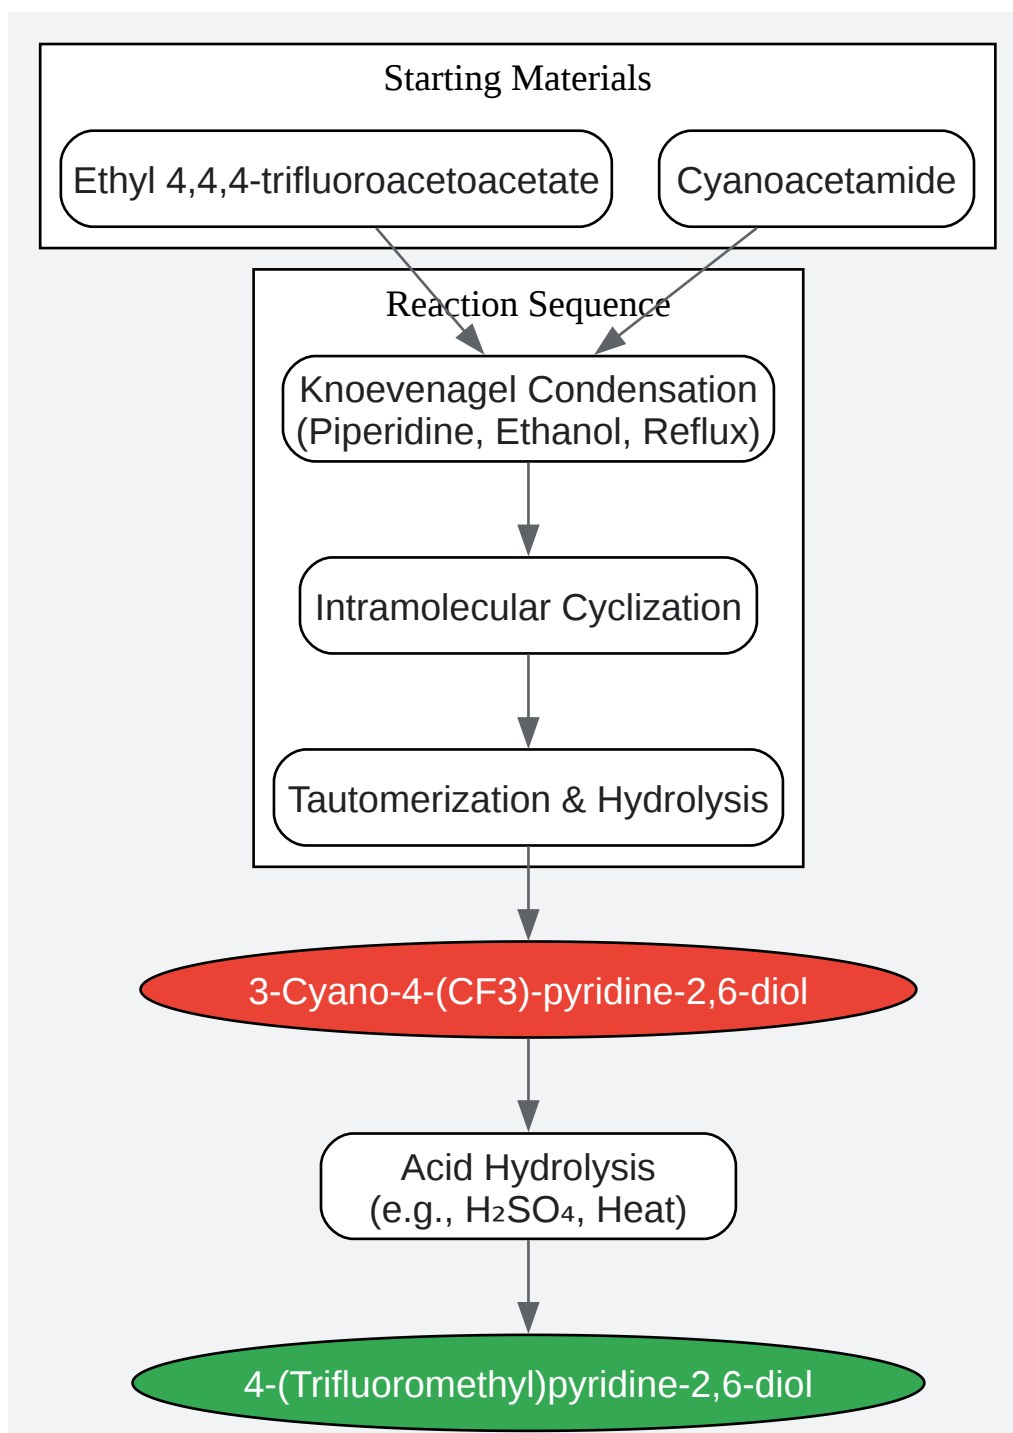 Starting Materials
Ethyl 4,4,4-trifluoroacetoacetate
Cyanoacetamide
Reaction Sequence
Knoevenagel Condensation
(Piperidine, Ethanol, Reflux)
Intramolecular Cyclization
Tautomerization & Hydrolysis
3-Cyano-4-(CF3)-pyridine-2,6-diol
Acid Hydrolysis
(e.g., H₂SO₄, Heat)
4-(Trifluoromethyl)pyridine-2,6-diol